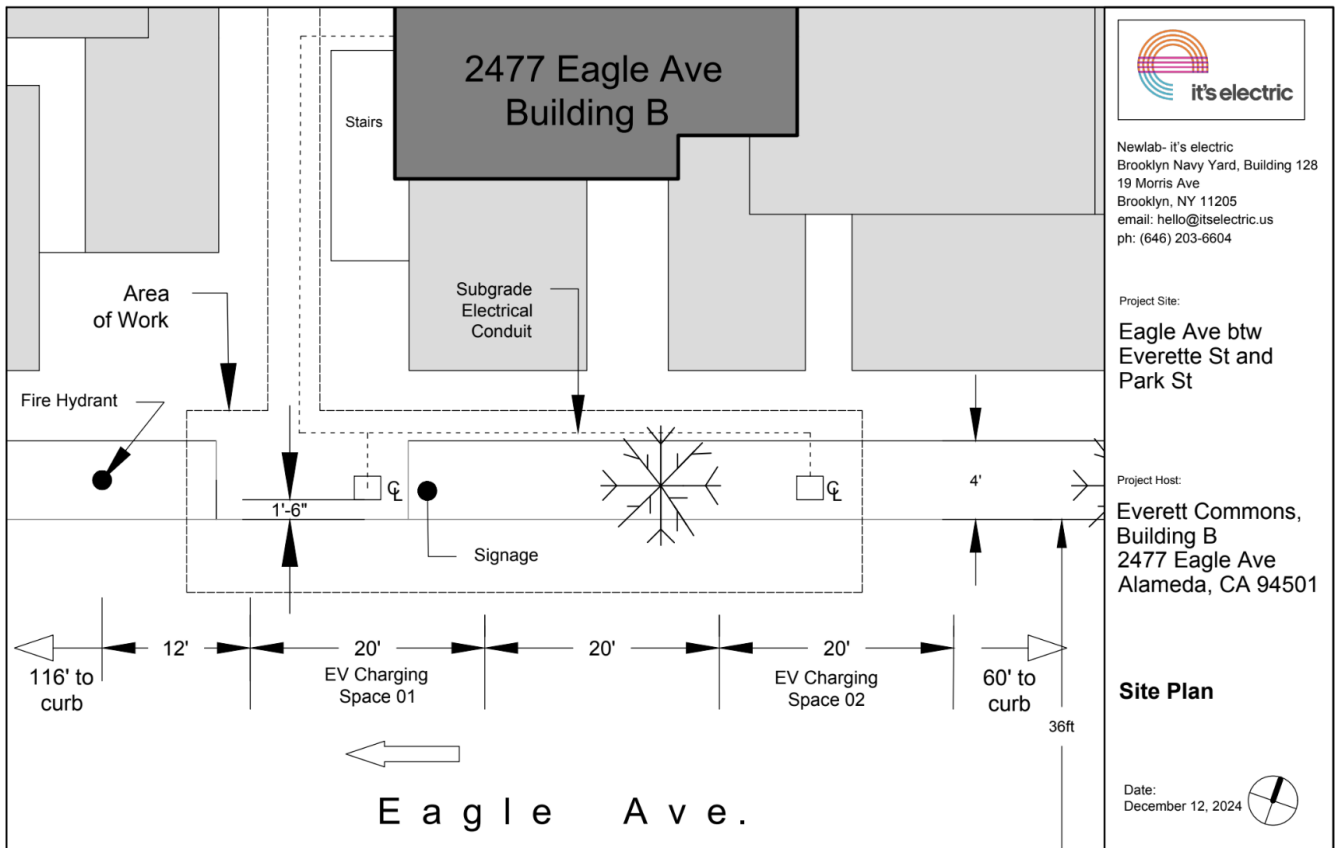 2477 Eagle Ave
Building B
Stairs
Area
of Work
Subgrade
Electrical
Conduit
Fire Hydrant
1'-6"
℄
℄
4'
Signage
12'
20'
20'
20'
116' to
curb
EV Charging
Space 01
EV Charging
Space 02
60' to
curb
36ft
Eagle Ave.
it's electric
Newlab- it's electric
Brooklyn Navy Yard, Building 128
19 Morris Ave
Brooklyn, NY 11205
email: hello@itselectric.us
ph: (646) 203-6604
Project Site:
Eagle Ave btw
Everette St and
Park St
Project Host:
Everett Commons,
Building B
2477 Eagle Ave
Alameda, CA 94501
Site Plan
Date:
December 12, 2024